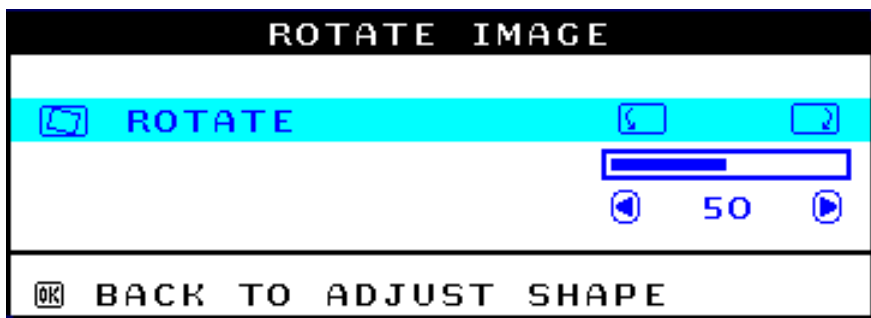 ROTATE IMAGE
ROTATE
50
OK BACK TO ADJUST SHAPE